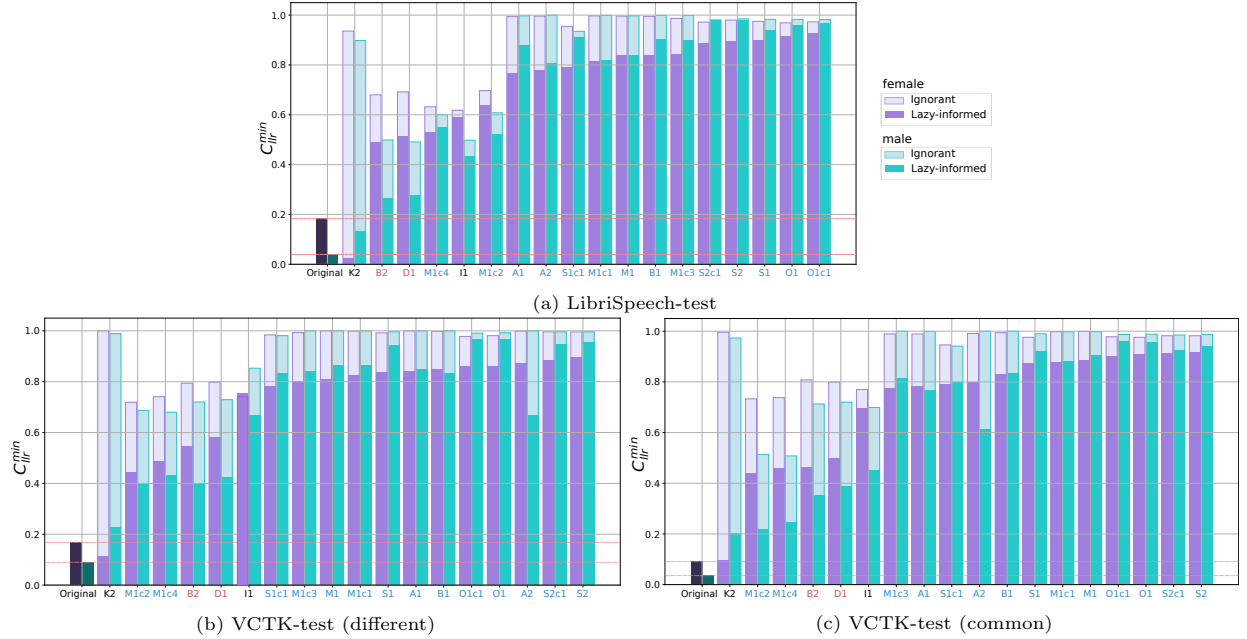 1.0
0.8
0.6
0.4
0.2
0.0
C_llr^min
Original K2 B2 D1 M1c4 I1 M1c2 A1 A2 S1c1 M1c1 M1 B1 M1c3 S2c1 S2 S1 O1 O1c1
female
Ignorant
Lazy-informed
male
Ignorant
Lazy-informed
(a) LibriSpeech-test
1.0
0.8
0.6
0.4
0.2
0.0
C_llr^min
Original K2 M1c2 M1c4 B2 D1 I1 S1c1 M1c3 M1 M1c1 S1 A1 B1 O1c1 O1 A2 S2c1 S2
(b) VCTK-test (different)
1.0
0.8
0.6
0.4
0.2
0.0
C_llr^min
Original K2 M1c2 M1c4 B2 D1 I1 M1c3 A1 S1c1 A2 B1 S1 M1c1 M1 O1c1 O1 S2c1 S2
(c) VCTK-test (common)